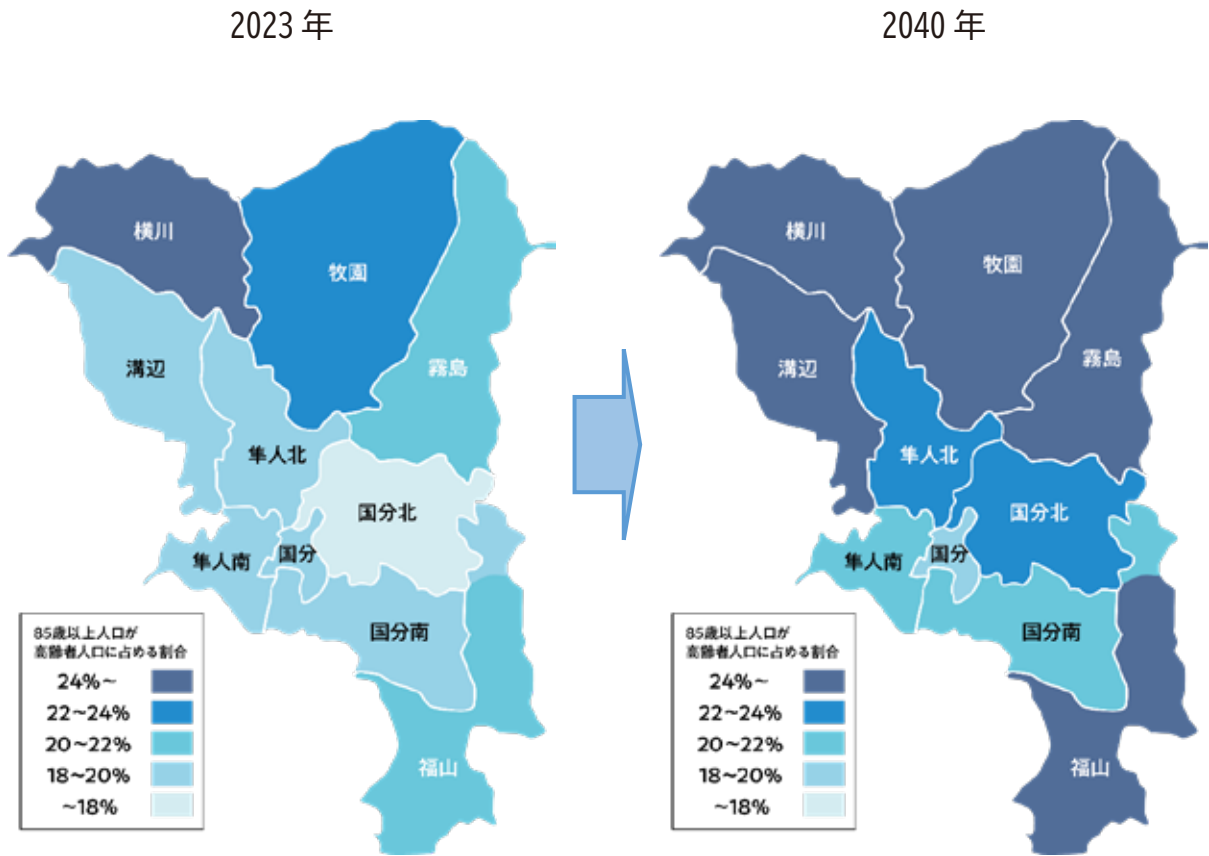 2023 年
2040 年
横川
牧園
溝辺
霧島
隼人北
国分北
国分
隼人南
国分南
福山
85歳以上人口が
高齢者人口に占める割合
24%~
22~24%
20~22%
18~20%
~18%
横川
牧園
溝辺
霧島
隼人北
国分北
国分
隼人南
国分南
福山
85歳以上人口が
高齢者人口に占める割合
24%~
22~24%
20~22%
18~20%
~18%